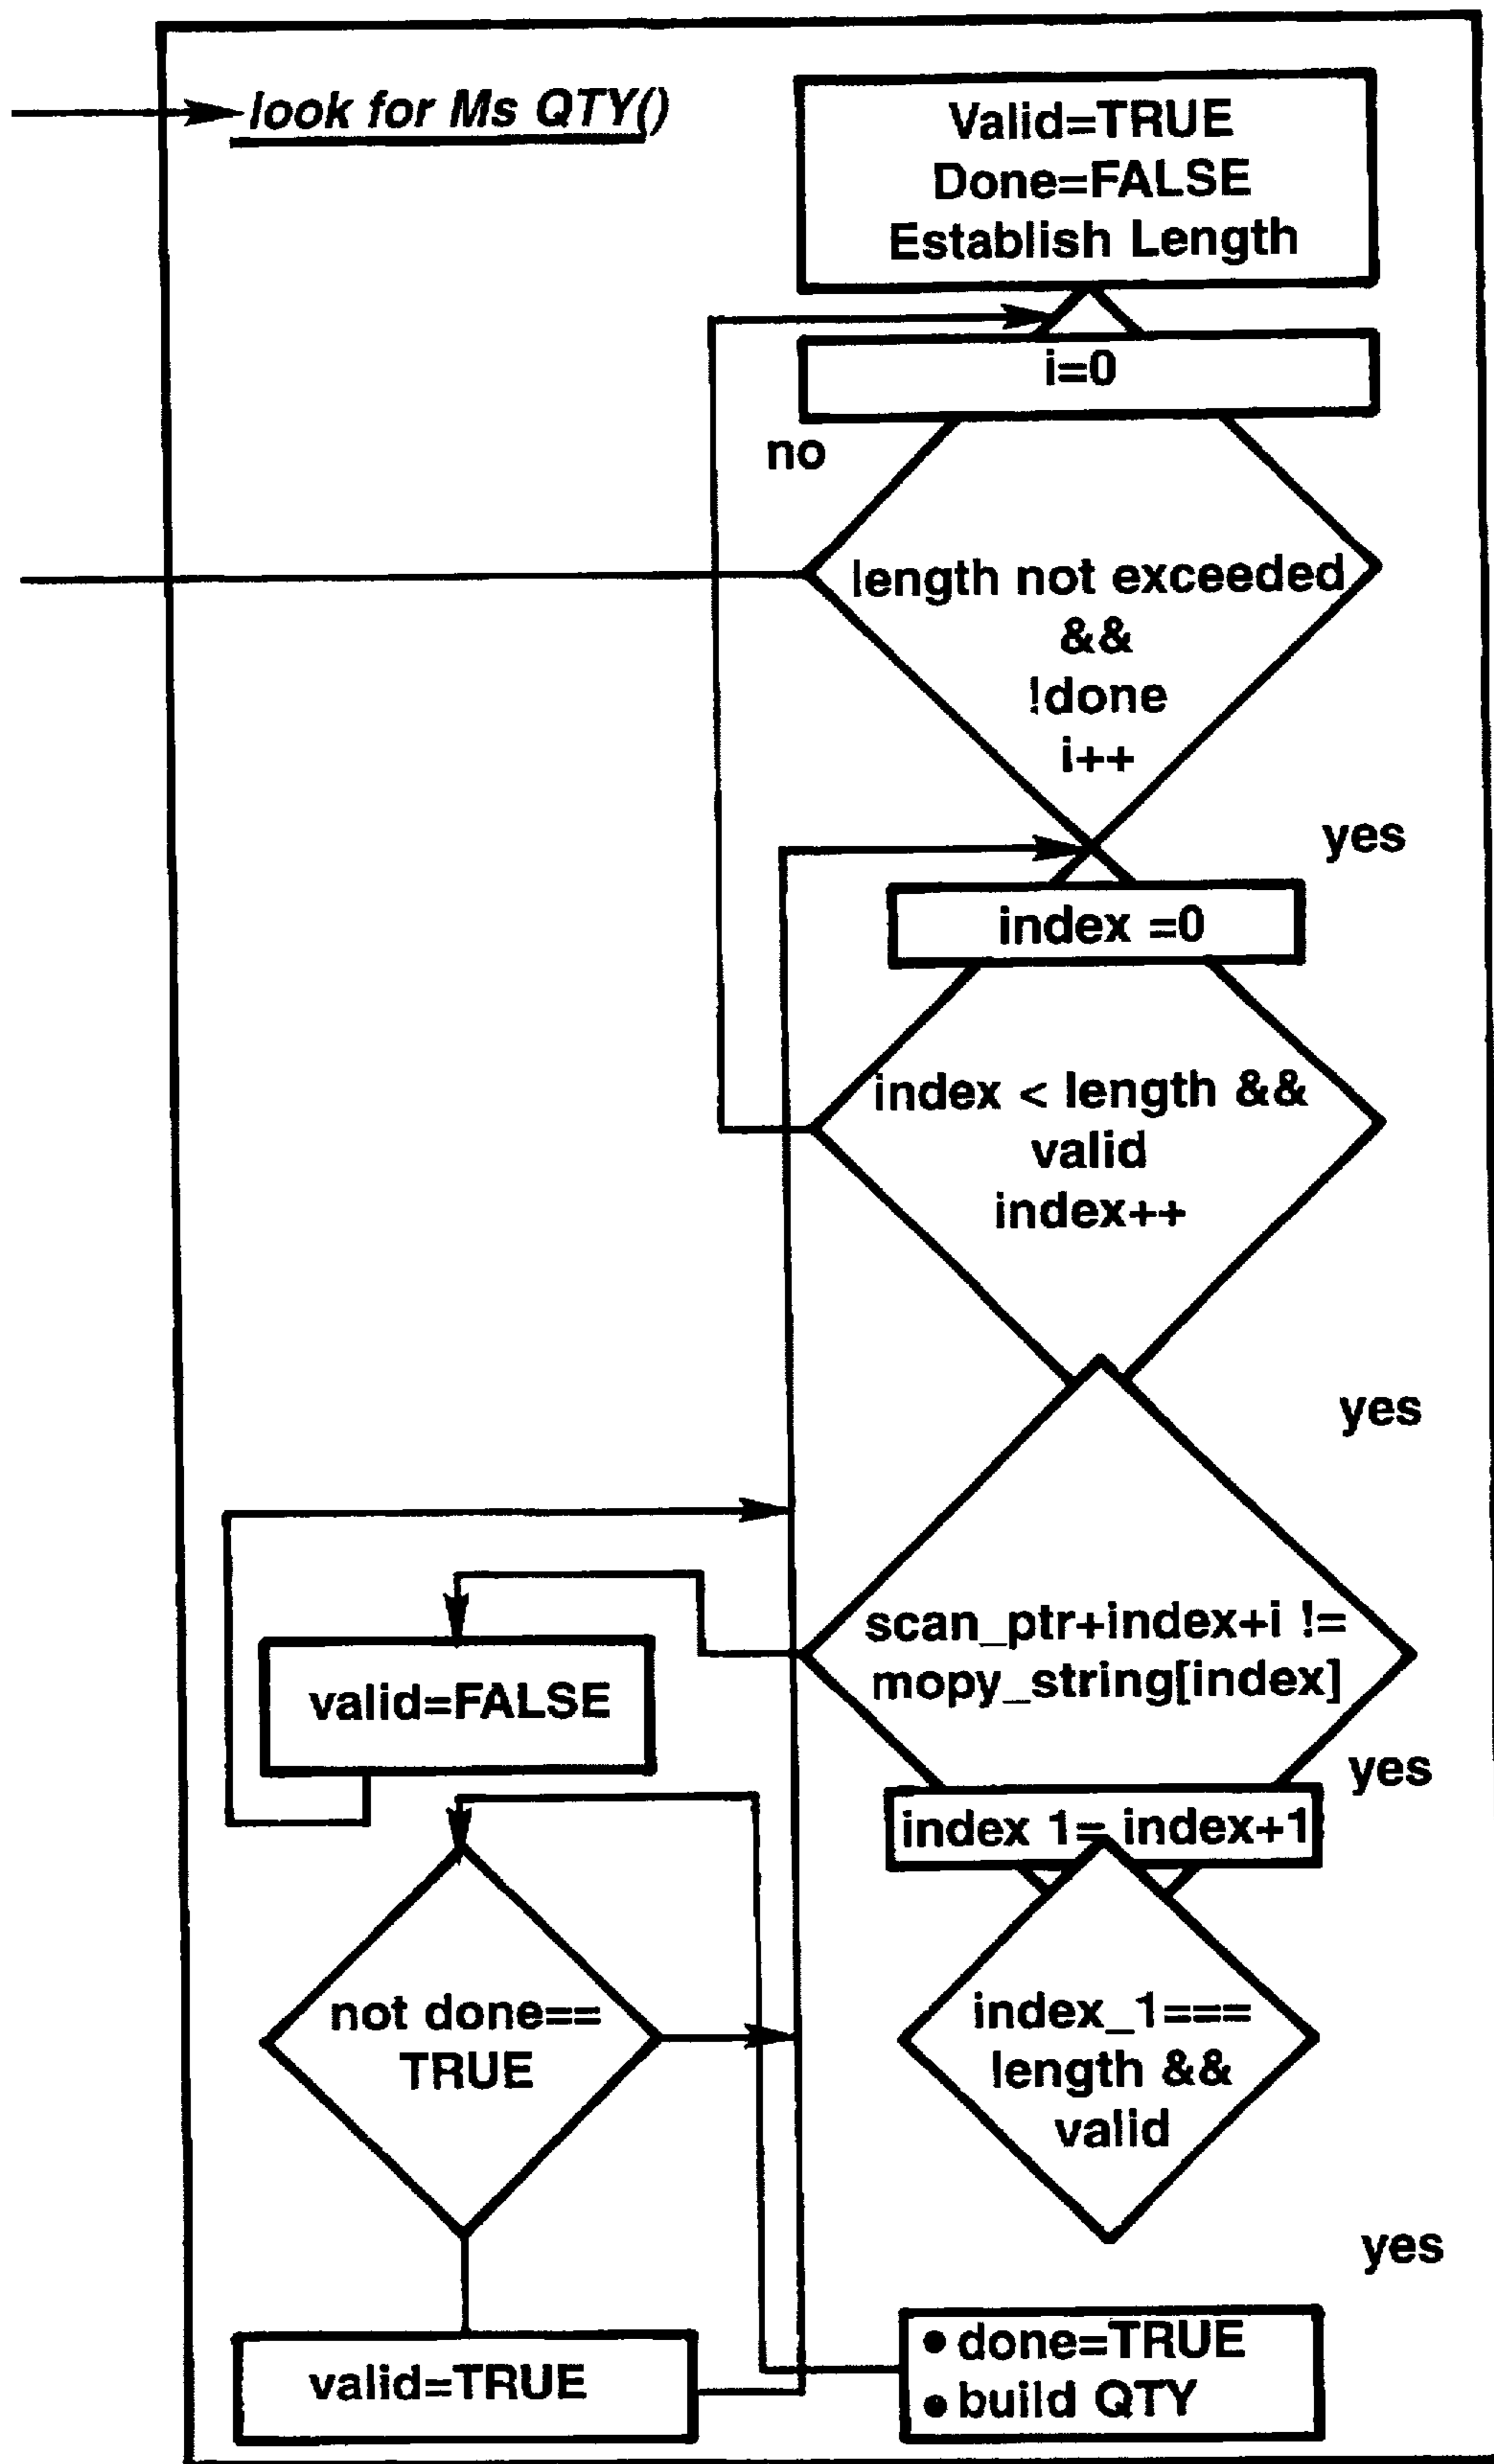 look for Ms QTY()
Valid=TRUE
Done=FALSE
Establish Length
i=0
no
length not exceeded
&&
!done
i++
yes
index =0
index < length &&
valid
index++
yes
scan_ptr+index+i !=
mopy_string[index]
valid=FALSE
yes
index 1= index+1
not done==
TRUE
index_1===
length &&
valid
yes
valid=TRUE
• done=TRUE
• build QTY